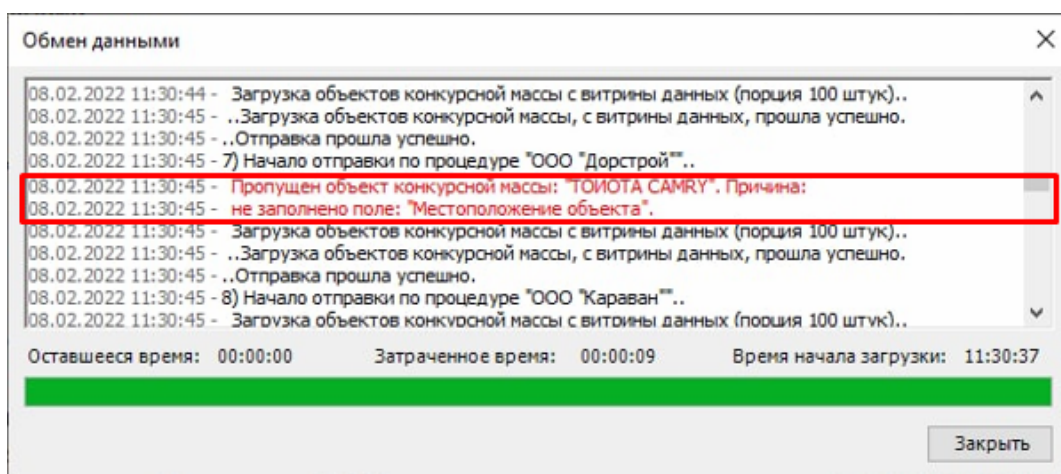 Обмен данными
08.02.2022 11:30:44 - Загрузка объектов конкурсной массы с витрины данных (порция 100 штук)..
08.02.2022 11:30:45 - ..Загрузка объектов конкурсной массы, с витрины данных, прошла успешно.
08.02.2022 11:30:45 - ..Отправка прошла успешно.
08.02.2022 11:30:45 - 7) Начало отправки по процедуре "ООО "Дорстрой""..
08.02.2022 11:30:45 - Пропущен объект конкурсной массы: "ТОЙОТА CAMRY". Причина:
08.02.2022 11:30:45 - не заполнено поле: "Местоположение объекта".
08.02.2022 11:30:45 - Загрузка объектов конкурсной массы с витрины данных (порция 100 штук)..
08.02.2022 11:30:45 - ..Загрузка объектов конкурсной массы, с витрины данных, прошла успешно.
08.02.2022 11:30:45 - ..Отправка прошла успешно.
08.02.2022 11:30:45 - 8) Начало отправки по процедуре "ООО "Караван""..
08.02.2022 11:30:45 - Загрузка объектов конкурсной массы с витрины данных (порция 100 штук)..
Оставшееся время: 00:00:00 Затраченное время: 00:00:09 Время начала загрузки: 11:30:37
Закрыть